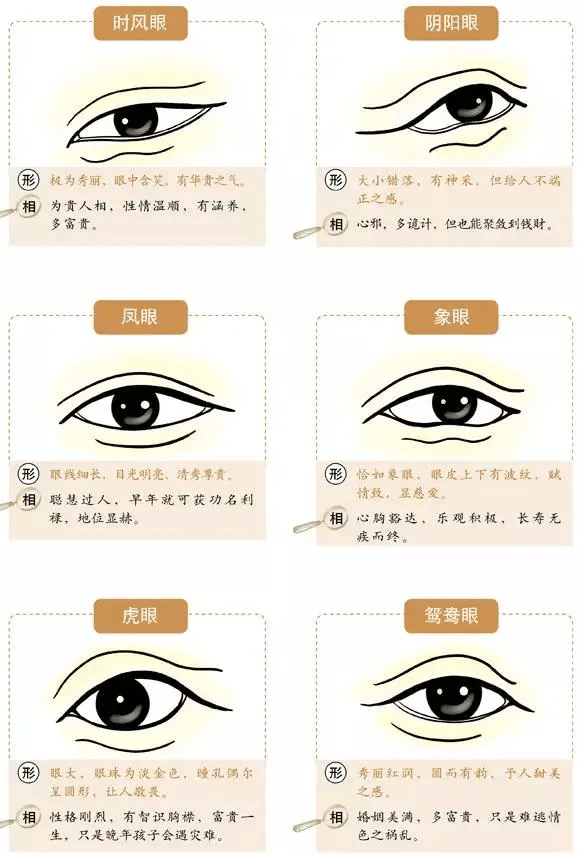 时风眼
形 极为秀丽，眼中含笑，有华贵之气。
相 为贵人相，性情温顺，有涵养，
多富贵。
阴阳眼
形 大小错落，有神采，但给人不端
正之感。
相 心邪，多诡计，但也能聚敛到钱财。
凤眼
形 眼线细长，目光明亮，清秀尊贵。
相 聪慧过人，早年就可获功名利
禄，地位显赫。
象眼
形 恰如象眼，眼皮上下有波纹，赋
情致，显慈爱。
相 心胸豁达，乐观积极，长寿无
疾而终。
虎眼
形 眼大，眼珠为淡金色，瞳孔偶尔
呈圆形，让人敬畏。
相 性格刚烈，有智识胸襟，富贵一
生，只是晚年孩子会遇灾难。
鸳鸯眼
形 秀丽红润，圆而有韵，予人甜美
之感。
相 婚姻美满，多富贵，只是难逃情
色之祸乱。